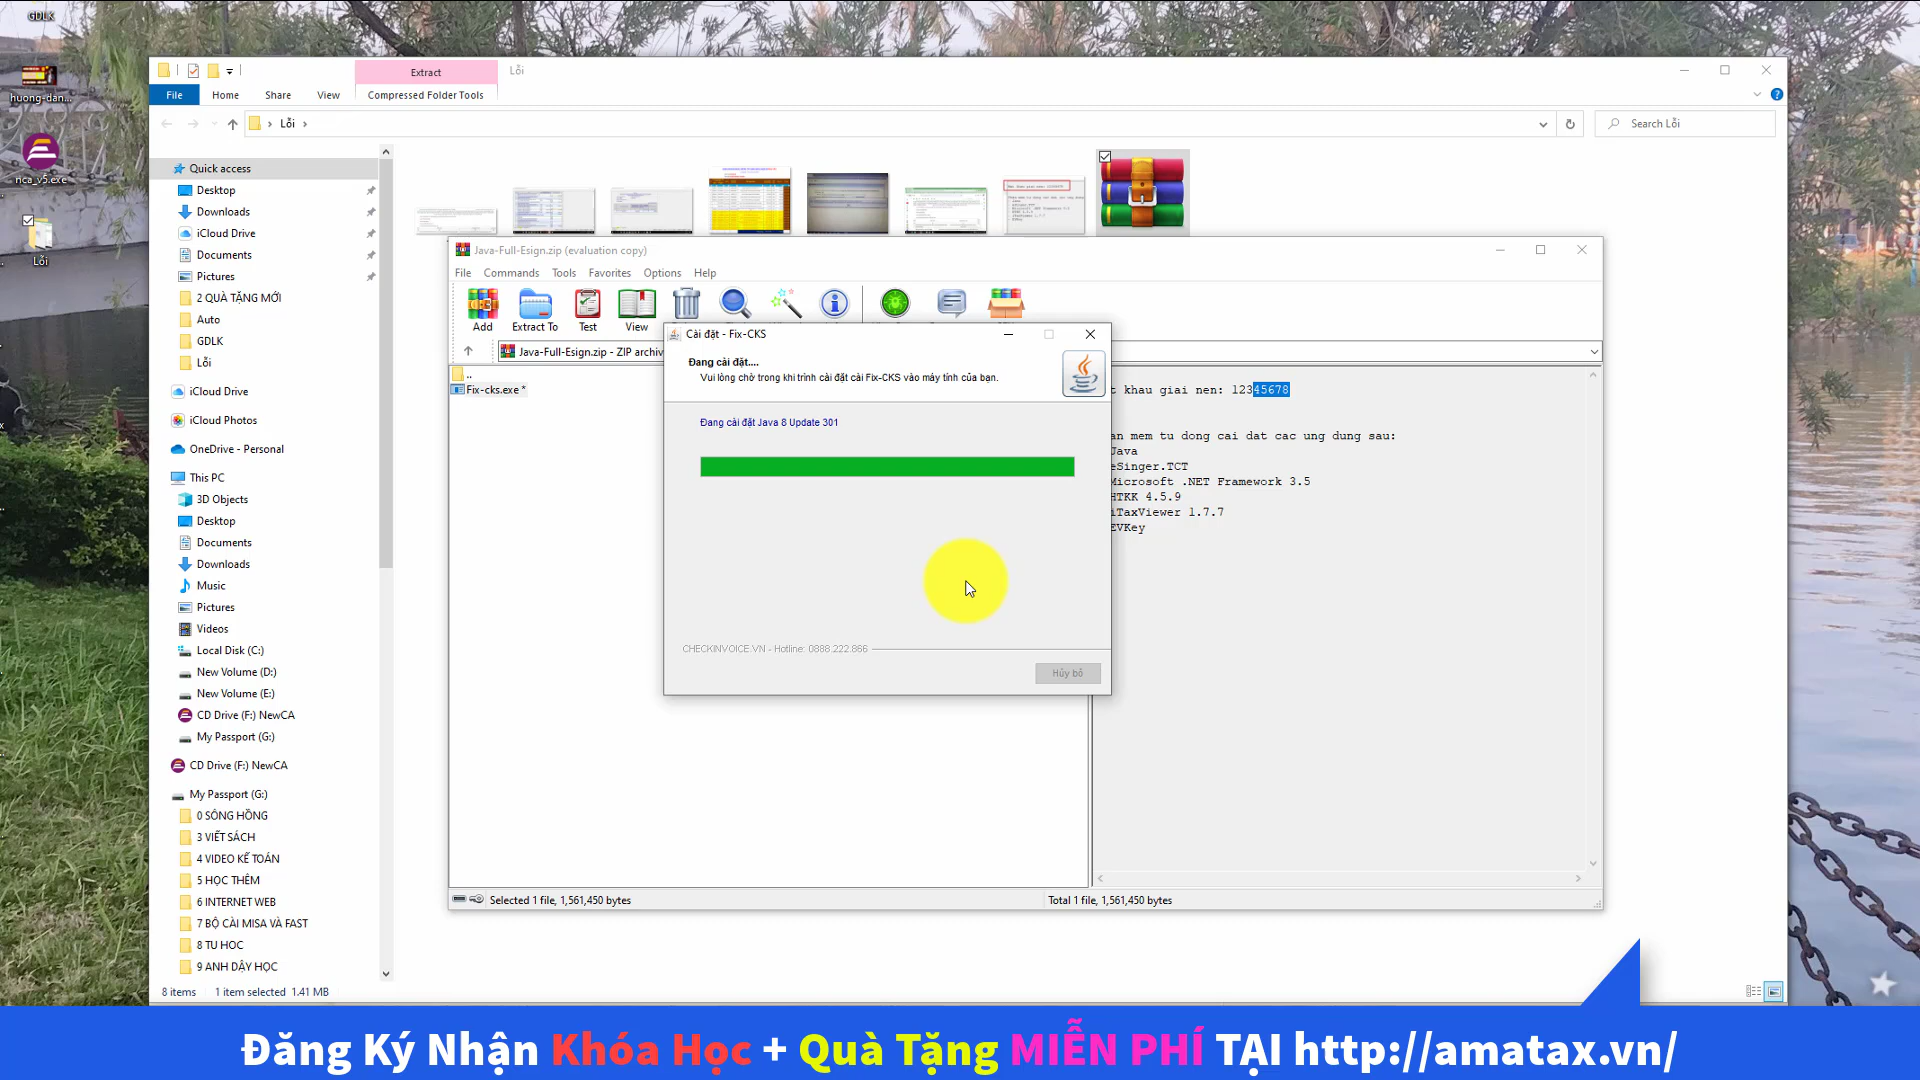 GDLK
huong-dan...
nca_v5.exe
Lỗi
Extract
Lỗi
File
Home
Share
View
Compressed Folder Tools
Lỗi
Search Lỗi
Quick access
Desktop
Downloads
iCloud Drive
Documents
Pictures
2 QUÀ TẶNG MỚI
Auto
GDLK
Lỗi
iCloud Drive
iCloud Photos
OneDrive - Personal
This PC
3D Objects
Desktop
Documents
Downloads
Music
Pictures
Videos
Local Disk (C:)
New Volume (D:)
New Volume (E:)
CD Drive (F:) NewCA
My Passport (G:)
CD Drive (F:) NewCA
My Passport (G:)
0 SÔNG HỒNG
3 VIẾT SÁCH
4 VIDEO KẾ TOÁN
5 HỌC THÊM
6 INTERNET WEB
7 BỘ CÀI MISA VÀ FAST
8 TU HOC
9 ANH DẬY HỌC
8 items
1 item selected 1.41 MB
Java-Full-Esign.zip (evaluation copy)
File Commands Tools Favorites Options Help
Add
Extract To
Test
View
Java-Full-Esign.zip - ZIP archiv
..
Fix-cks.exe *
t khau giai nen: 12345678
an mem tu dong cai dat cac ung dung sau:
Java
eSinger.TCT
Microsoft .NET Framework 3.5
HTKK 4.5.9
iTaxViewer 1.7.7
EVKey
Selected 1 file, 1,561,450 bytes
Total 1 file, 1,561,450 bytes
Cài đặt - Fix-CKS
Đang cài đặt....
Vui lòng chờ trong khi trình cài đặt cài Fix-CKS vào máy tính của bạn.
Đang cài đặt Java 8 Update 301
CHECKINVOICE.VN - Hotline: 0888.222.866
Hủy bỏ
Đăng Ký Nhận Khóa Học + Quà Tặng MIỄN PHÍ TẠI http://amatax.vn/